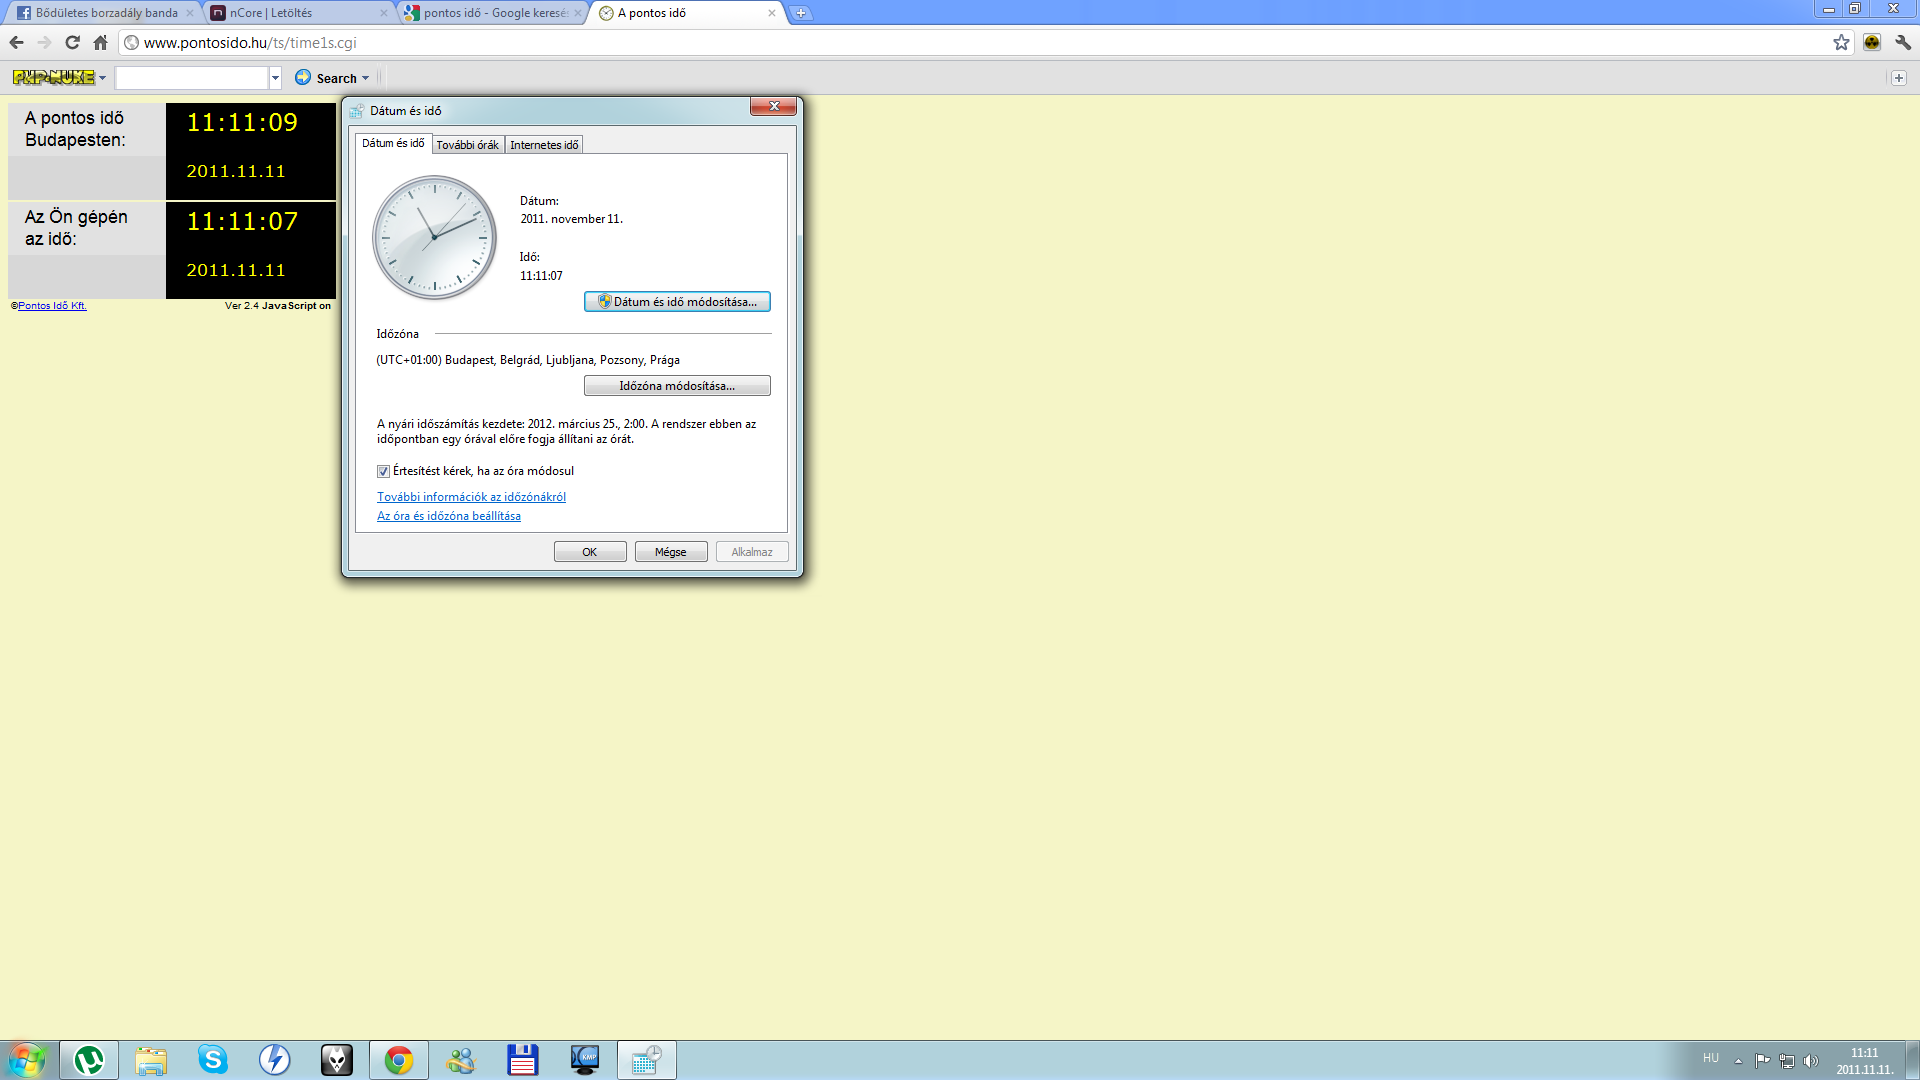 Bődületes borzadály banda
nCore | Letöltés
pontos idő - Google keresés
A pontos idő
www.pontosido.hu/ts/time1s.cgi
PHP-NUKE
Search
A pontos idő
Budapesten:
11:11:09
2011.11.11
Az Ön gépén
az idő:
11:11:07
2011.11.11
©Pontos Idő Kft.
Ver 2.4 JavaScript on
Dátum és idő
Dátum és idő
További órák
Internetes idő
Dátum:
2011. november 11.
Idő:
11:11:07
Dátum és idő módosítása...
Időzóna
(UTC+01:00) Budapest, Belgrád, Ljubljana, Pozsony, Prága
Időzóna módosítása...
A nyári időszámítás kezdete: 2012. március 25., 2:00. A rendszer ebben az
időpontban egy órával előre fogja állítani az órát.
Értesítést kérek, ha az óra módosul
További információk az időzónákról
Az óra és időzóna beállítása
OK
Mégse
Alkalmaz
KMP
HU
11:11
2011.11.11.